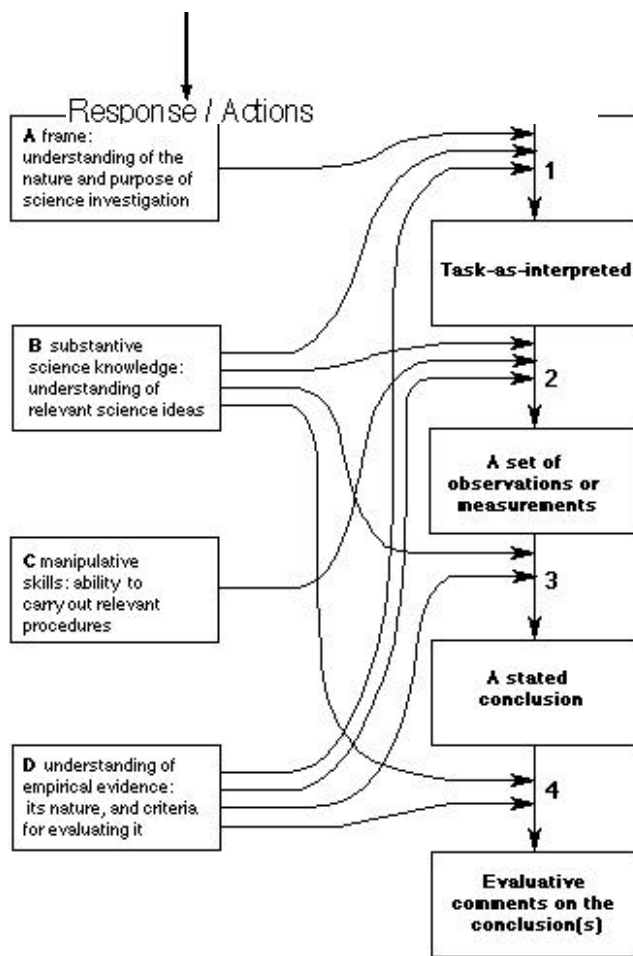 Response / Actions
A frame:
understanding of the
nature and purpose of
science investigation
1
Task-as-interpreted
B substantive
science knowledge:
understanding of
relevant science ideas
2
A set of
observations or
measurements
C manipulative
skills: ability to
carry out relevant
procedures
3
A stated
conclusion
D understanding of
empirical evidence:
its nature, and criteria
for evaluating it
4
Evaluative
comments on the
conclusion(s)